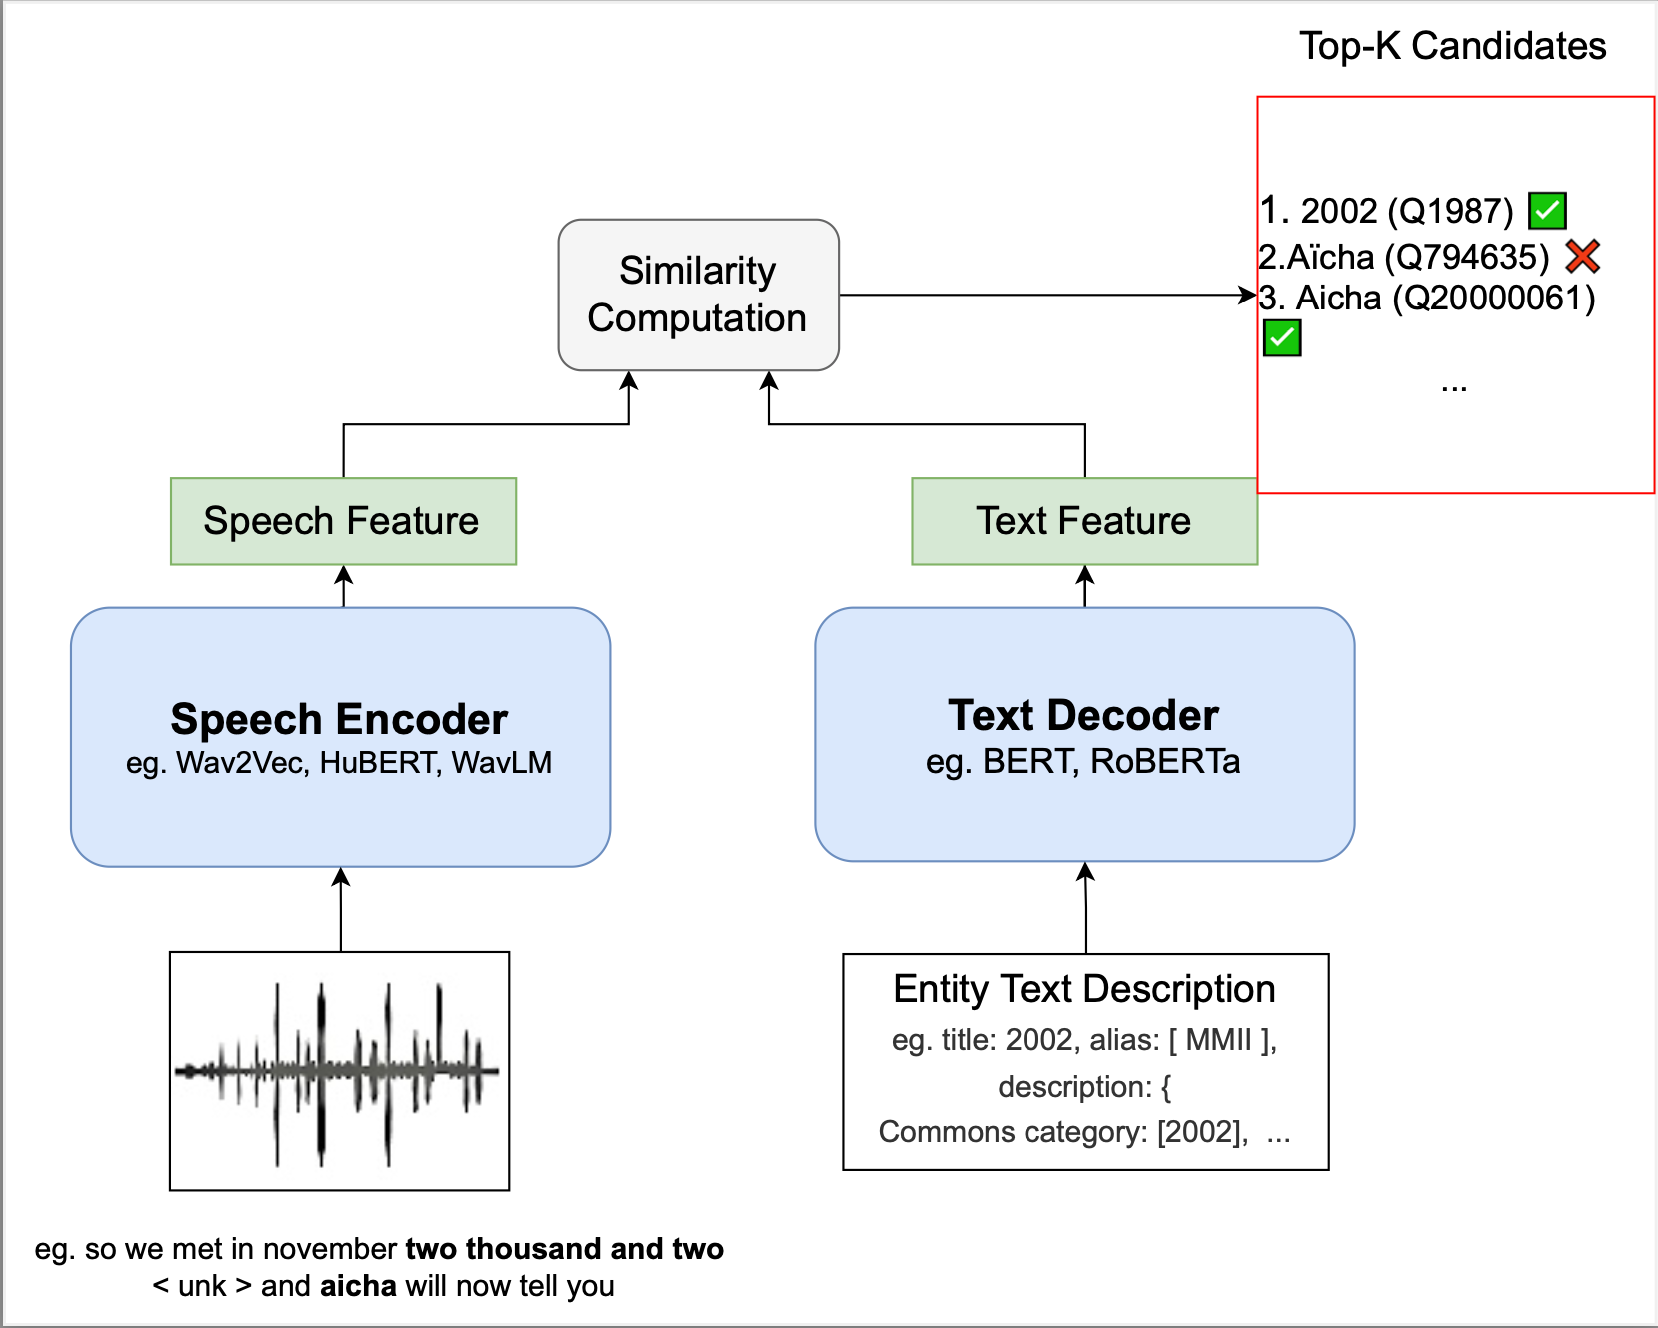 Top-K Candidates
1. 2002 (Q1987) ✅
2.Aïcha (Q794635) ❌
3. Aicha (Q20000061)
✅
...
Similarity
Computation
Speech Feature
Text Feature
Speech Encoder
eg. Wav2Vec, HuBERT, WavLM
Text Decoder
eg. BERT, RoBERTa
Entity Text Description
eg. title: 2002, alias: [ MMII ],
description: {
Commons category: [2002], ...
eg. so we met in november two thousand and two
< unk > and aicha will now tell you